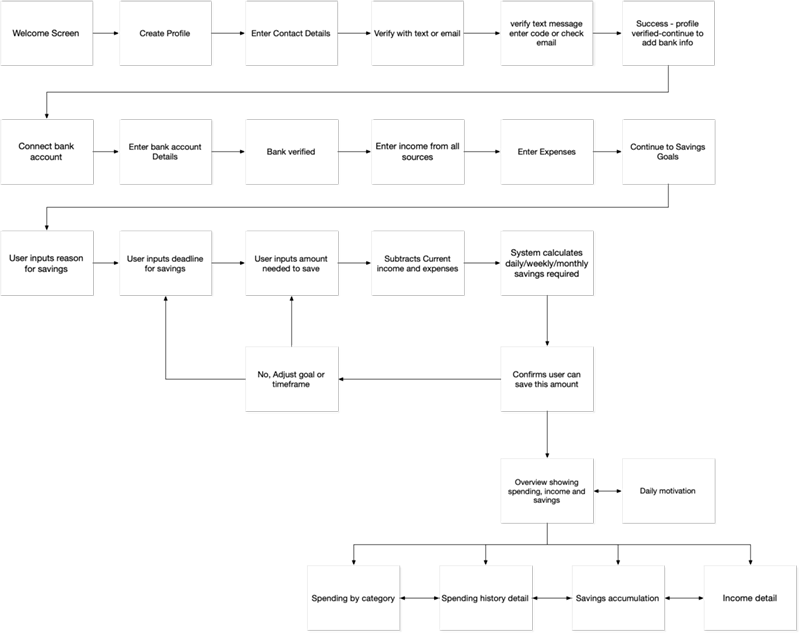 Welcome Screen
Create Profile
Enter Contact Details
Verify with text or email
verify text message
enter code or check
email
Success - profile
verified-continue to
add bank info
Connect bank
account
Enter bank account
Details
Bank verified
Enter income from all
sources
Enter Expenses
Continue to Savings
Goals
User inputs reason
for savings
User inputs deadline
for savings
User inputs amount
needed to save
Subtracts Current
income and expenses
System calculates
daily/weekly/monthly
savings required
No, Adjust goal or
timeframe
Confirms user can
save this amount
Overview showing
spending, income and
savings
Daily motivation
Spending by category
Spending history detail
Savings accumulation
Income detail